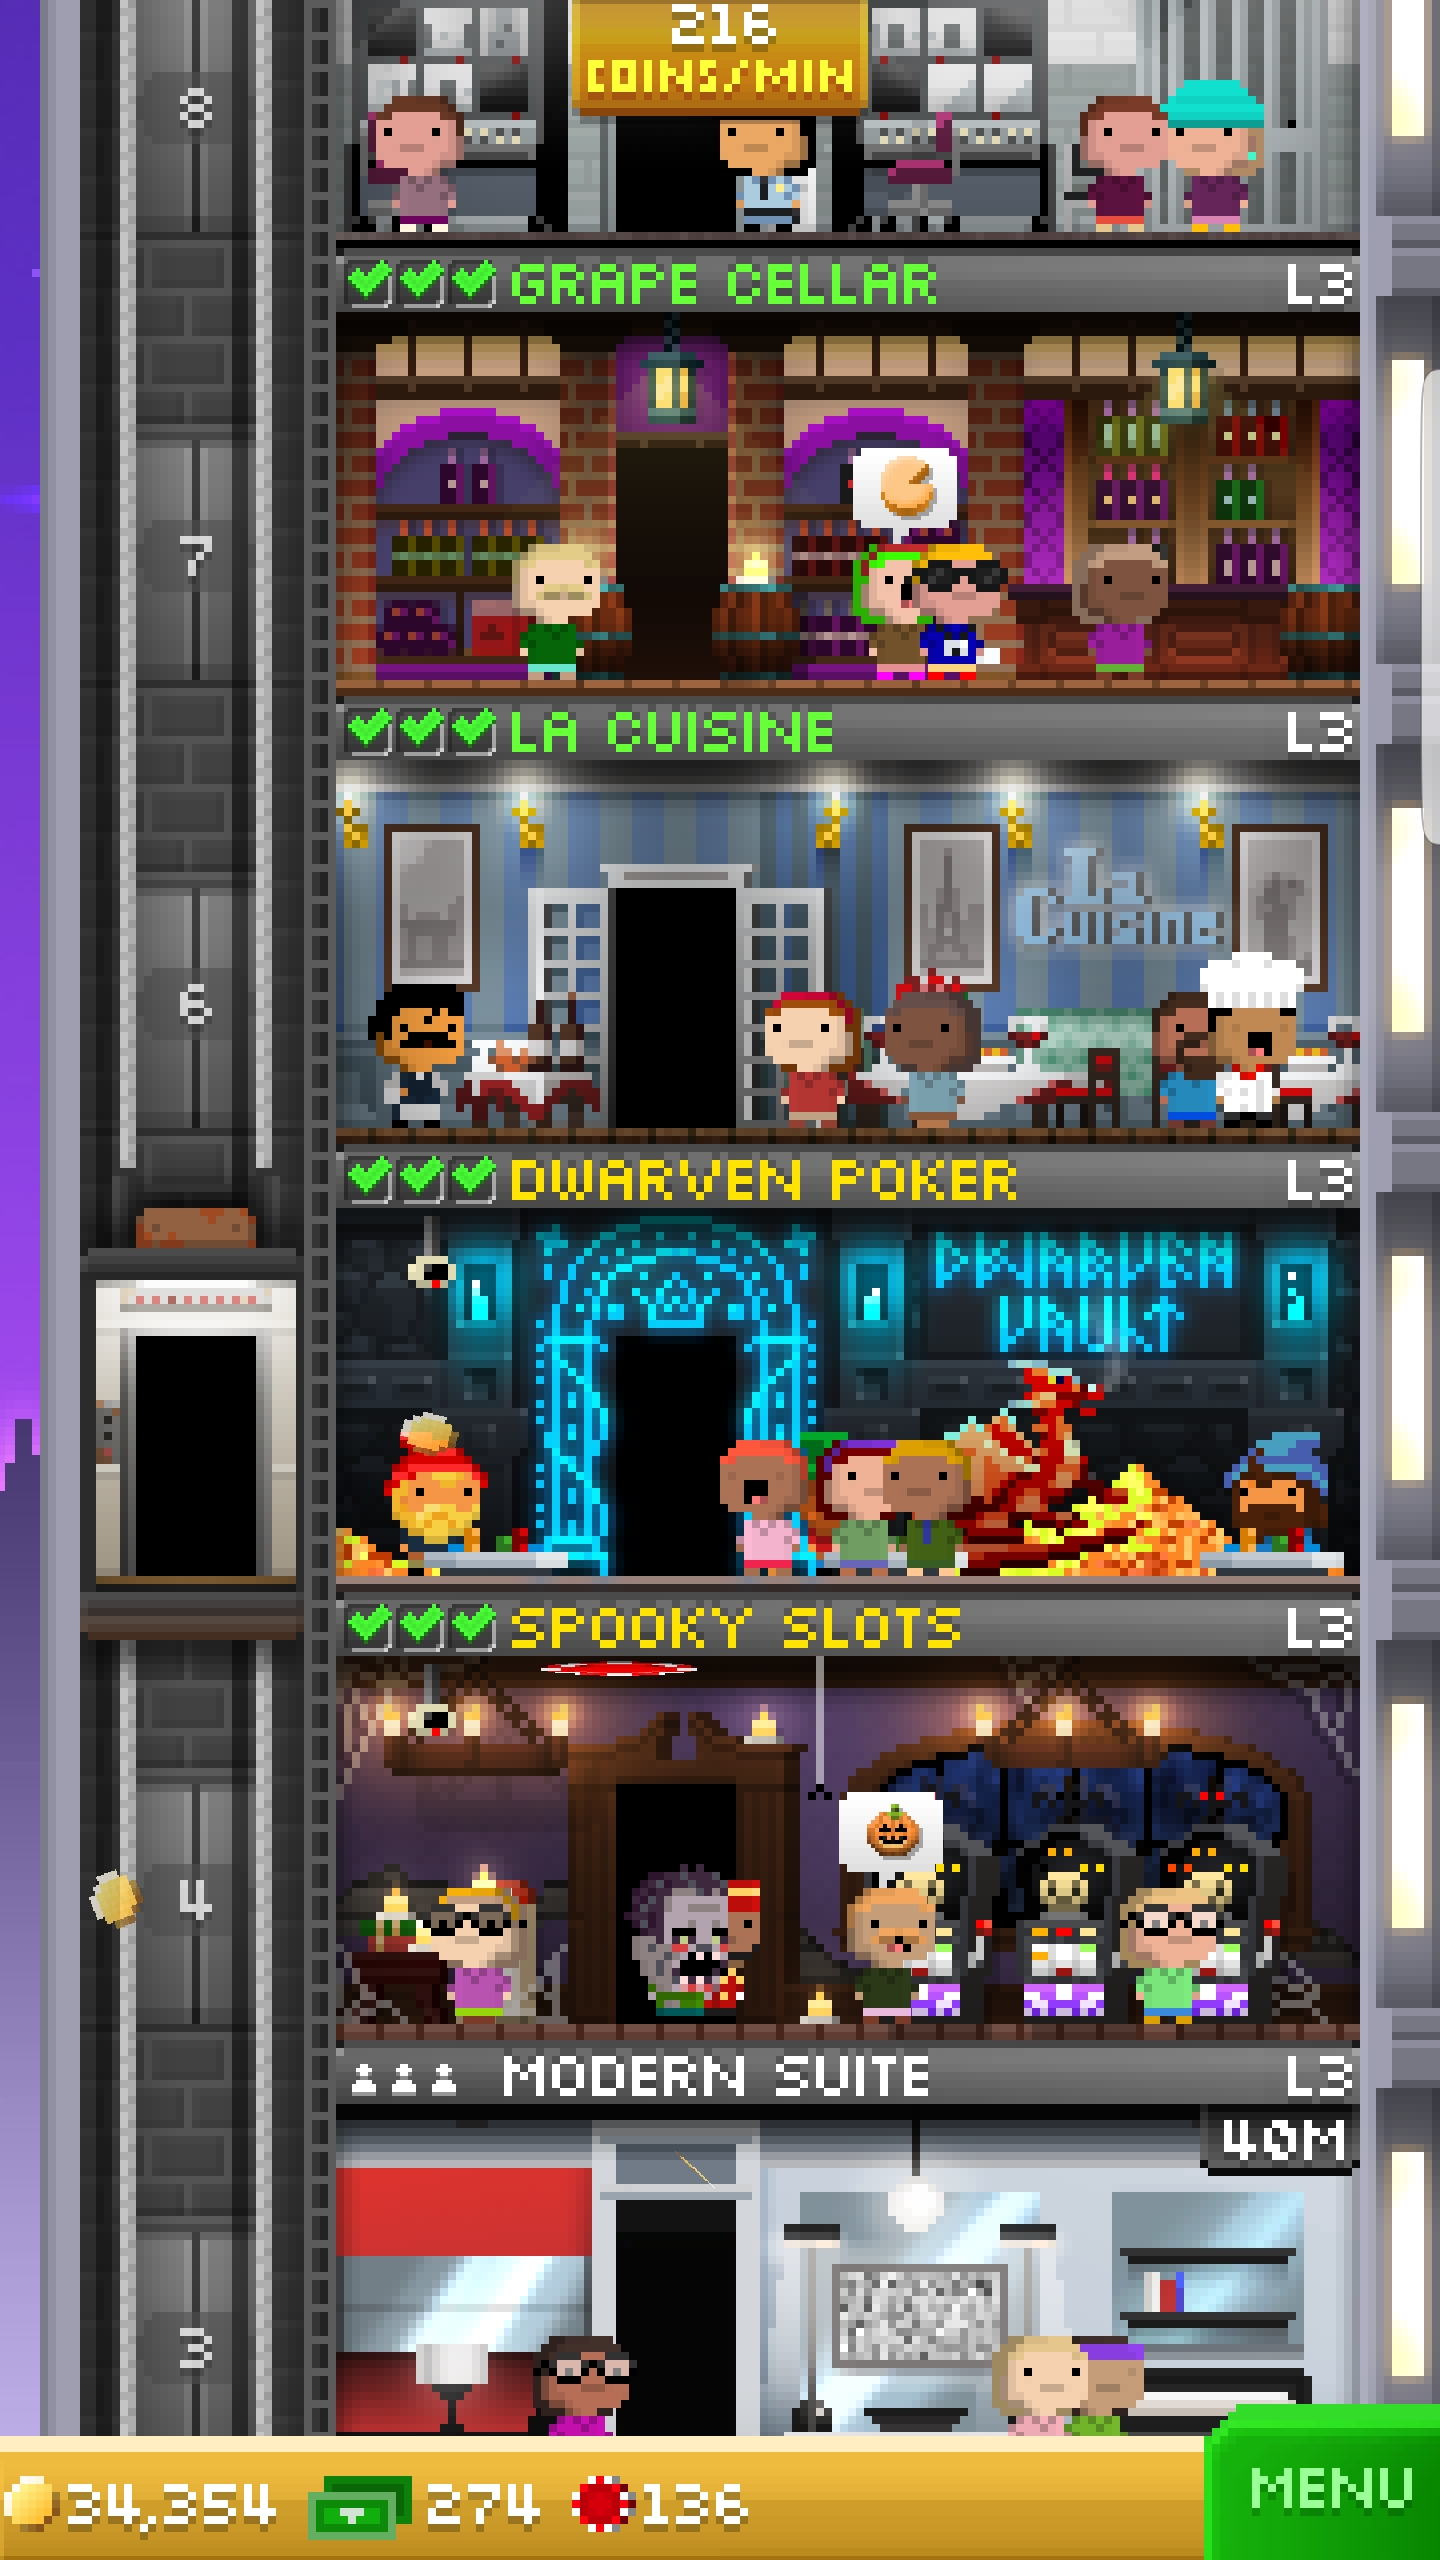 216
COINS/MIN
8
GRAPE CELLAR L3
7
LA CUISINE L3
La
Cuisine
6
DWARVEN POKER L3
DWARVEN
VAULT
SPOOKY SLOTS L3
4
MODERN SUITE L3
40M
3
34,354 274 136
MENU